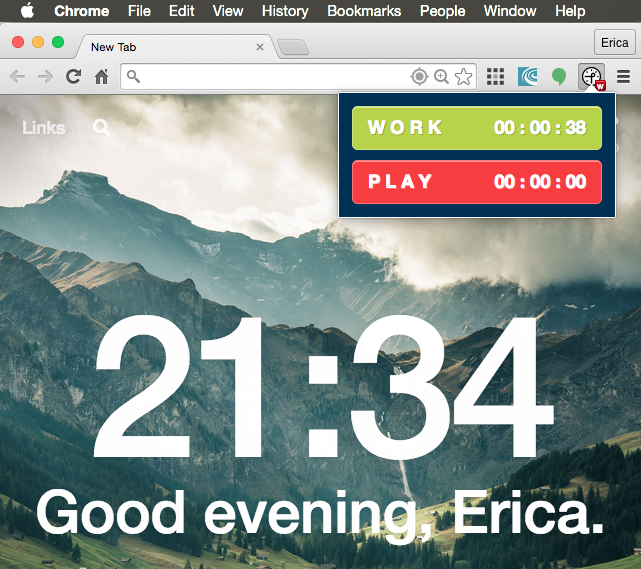 Chrome File Edit View History Bookmarks People Window Help
New Tab
Erica
W
Links
WORK 00:00:38
PLAY 00:00:00
21:34
Good evening, Erica.